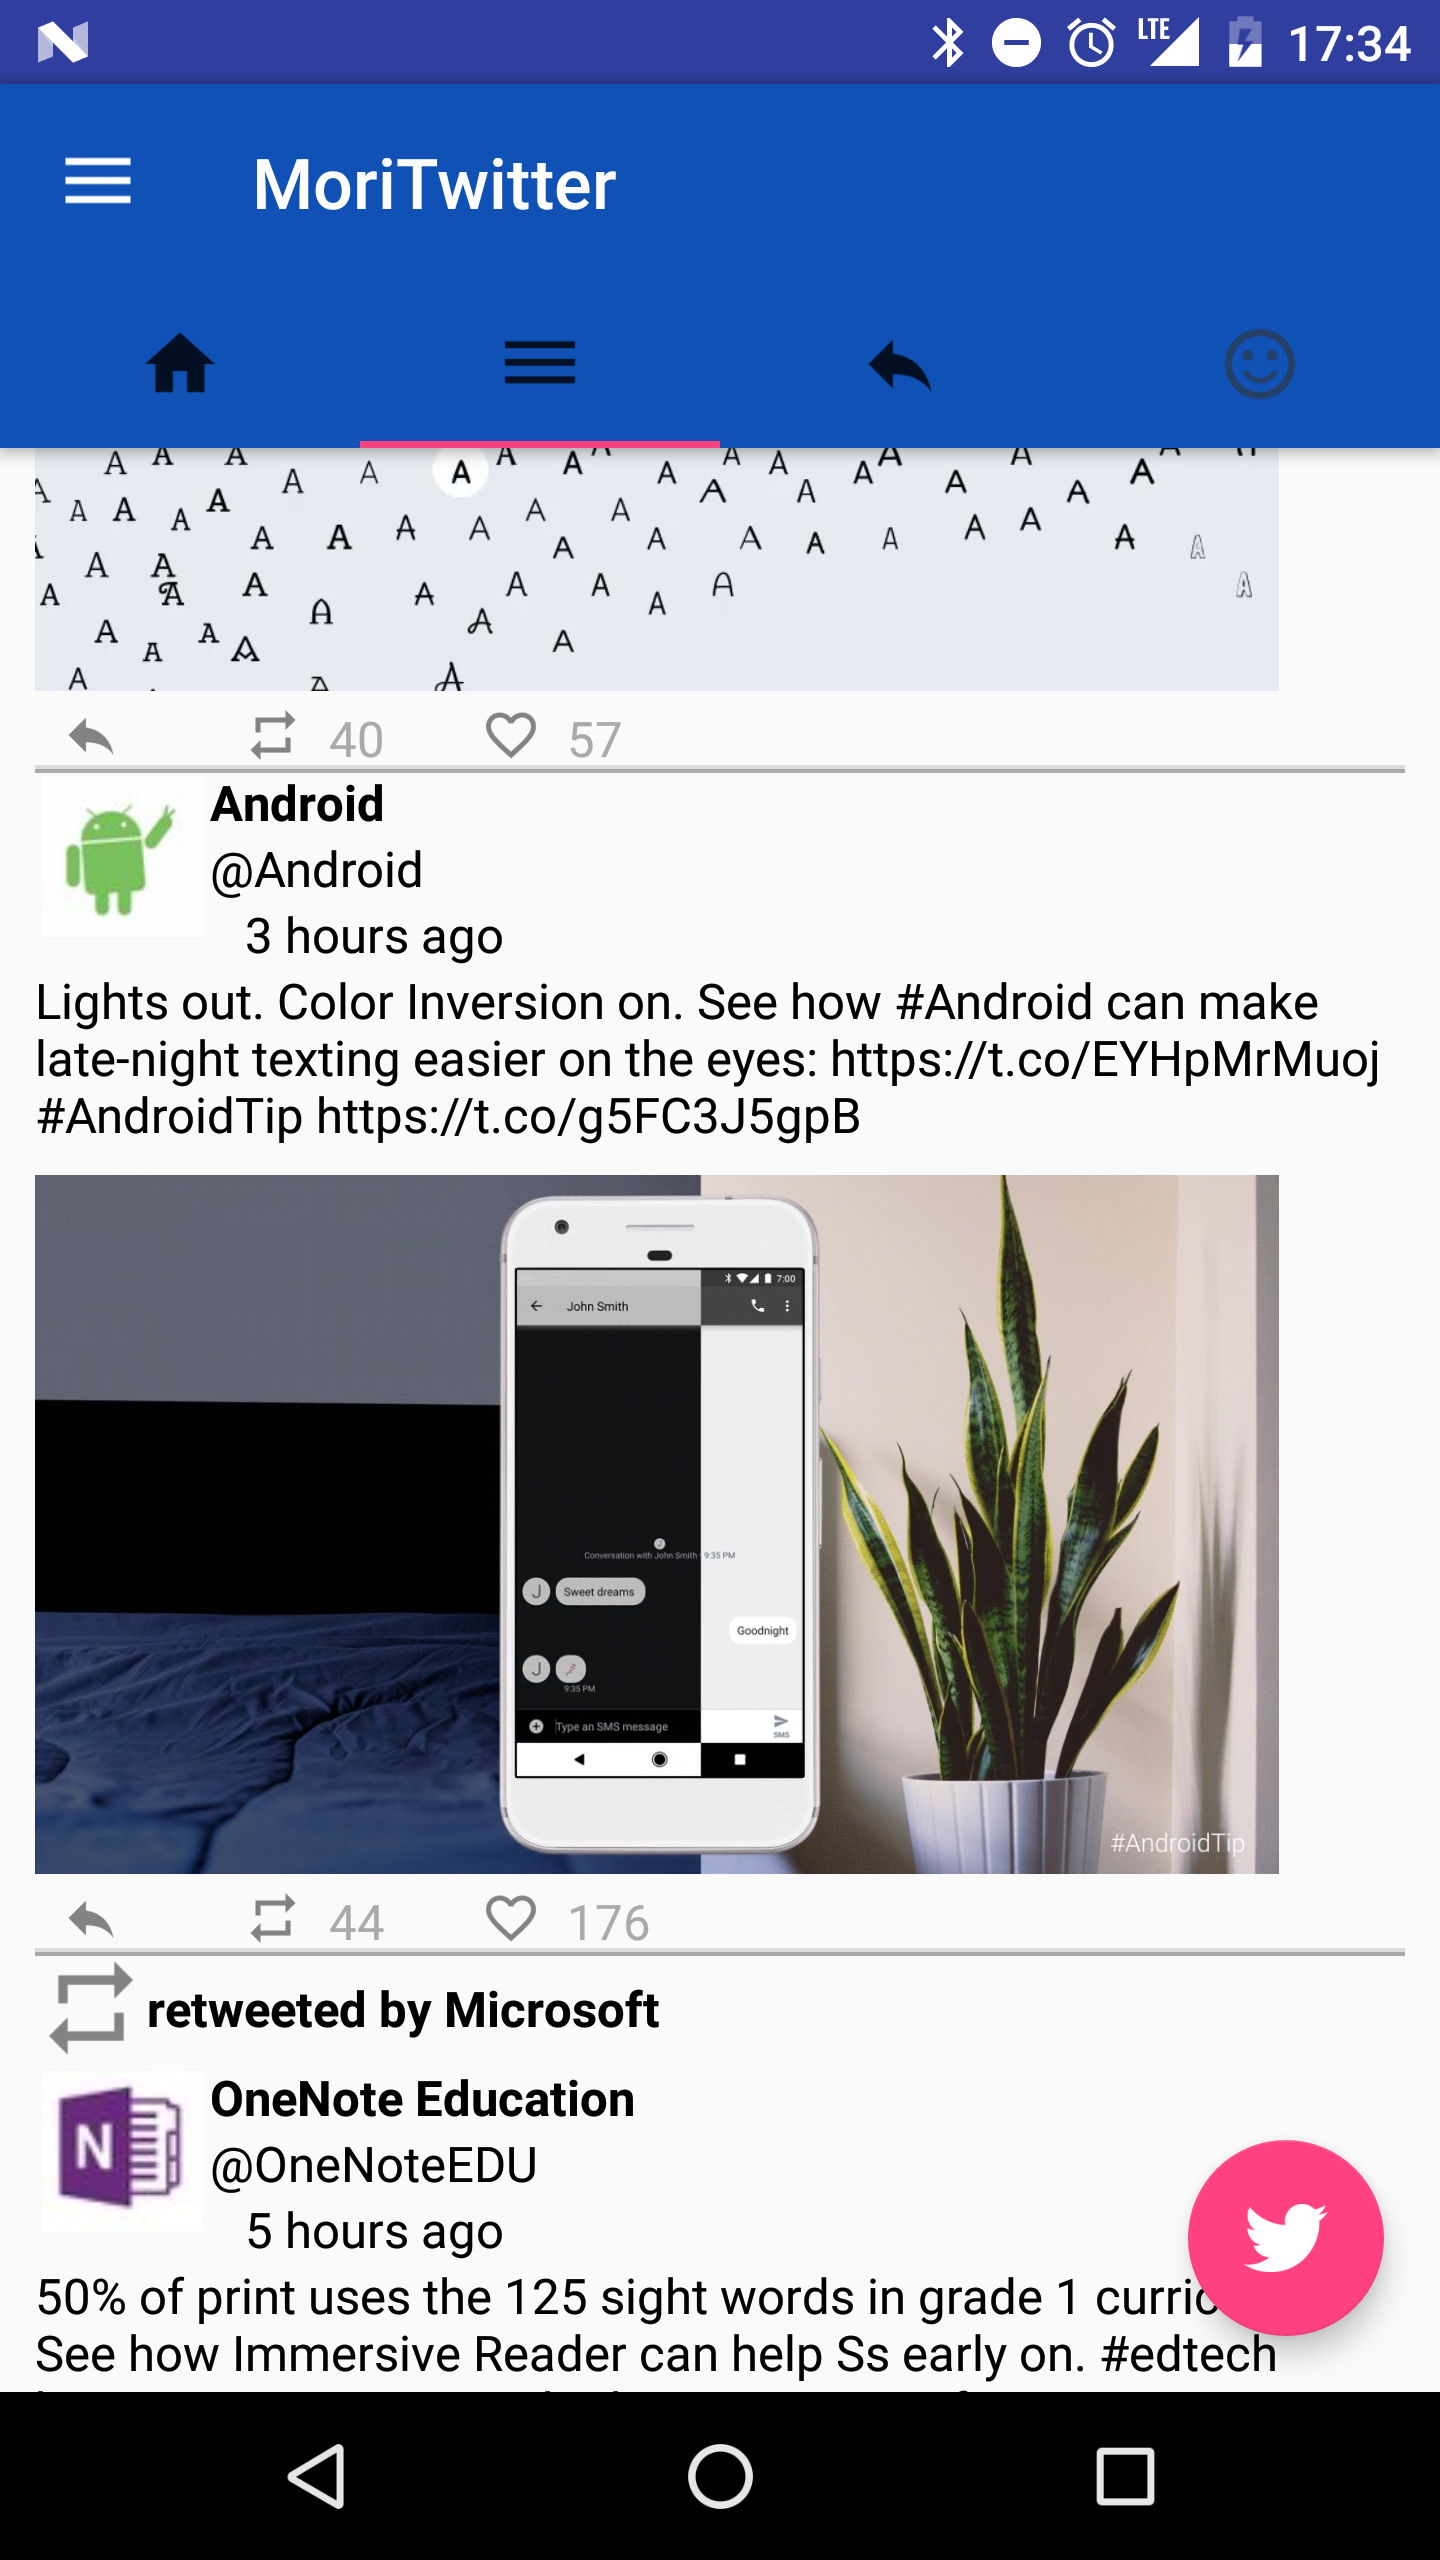 LTE 17:34
MoriTwitter
40 57
Android
@Android
3 hours ago
Lights out. Color Inversion on. See how #Android can make
late-night texting easier on the eyes: https://t.co/EYHpMrMuoj
#AndroidTip https://t.co/g5FC3J5gpB
7:00
John Smith
Conversation with John Smith · 9:35 PM
J Sweet dreams
Goodnight
J
9:35 PM
Type an SMS message
SMS
#AndroidTip
44 176
retweeted by Microsoft
N OneNote Education
@OneNoteEDU
5 hours ago
50% of print uses the 125 sight words in grade 1
See how Immersive Reader can help Ss early on. #edtech